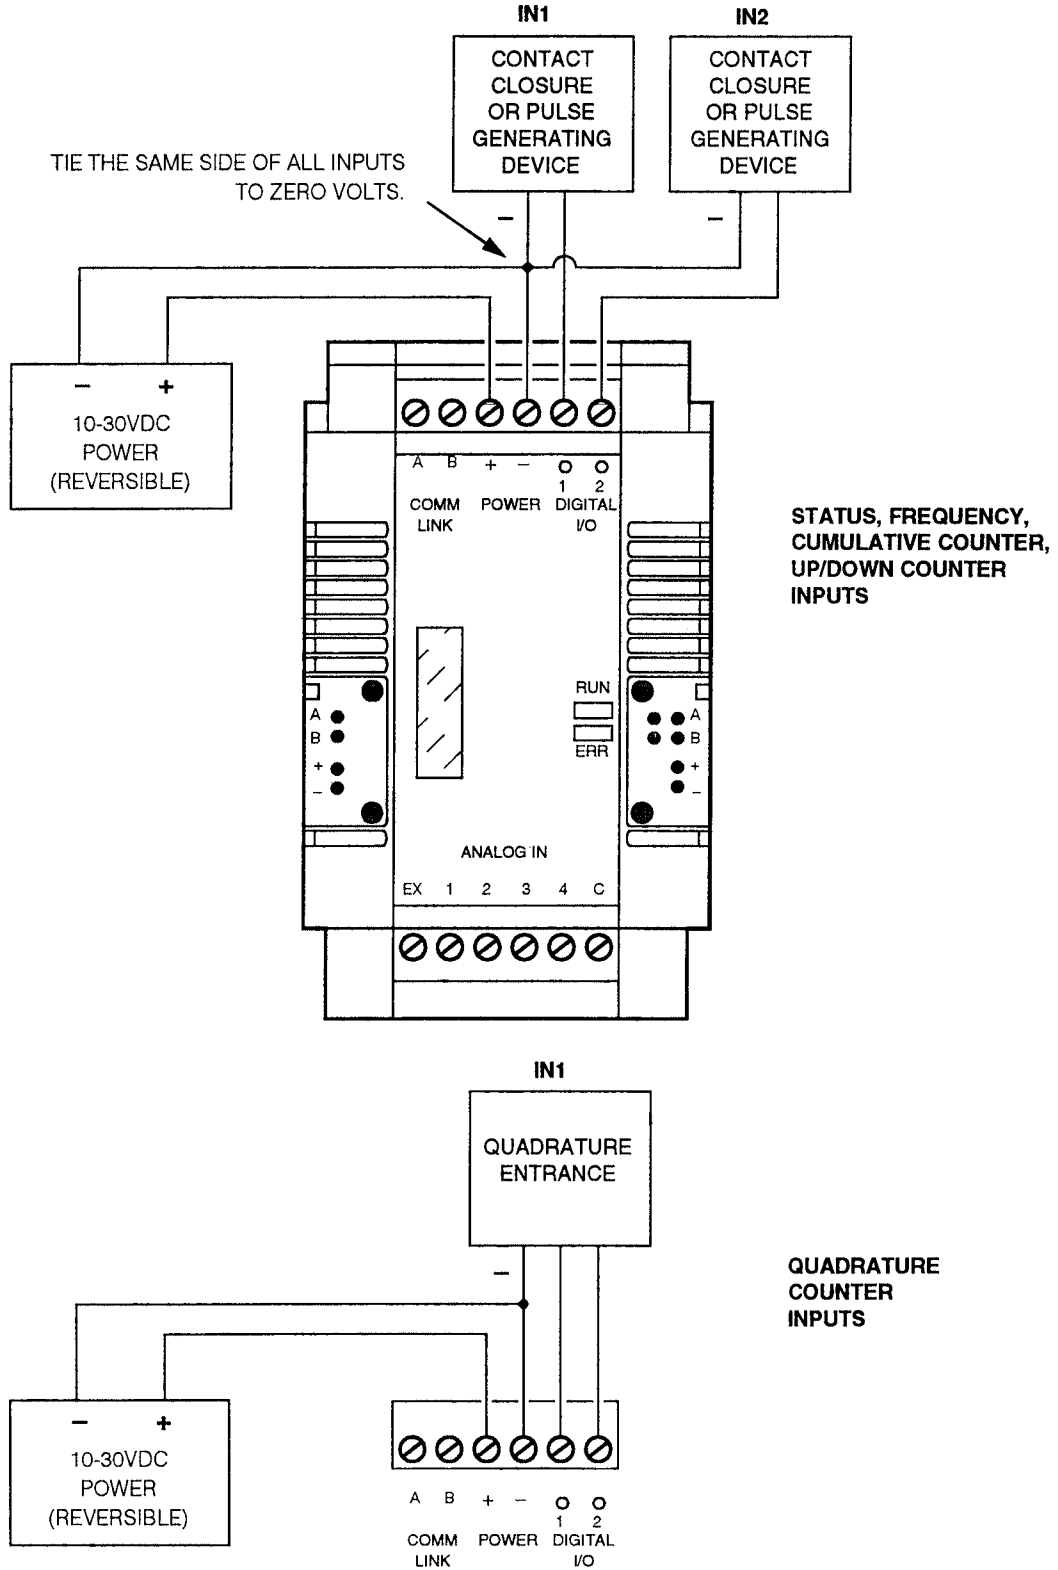 IN1
IN2
CONTACT
CLOSURE
OR PULSE
GENERATING
DEVICE
CONTACT
CLOSURE
OR PULSE
GENERATING
DEVICE
TIE THE SAME SIDE OF ALL INPUTS
TO ZERO VOLTS.
− −
− +
10-30VDC
POWER
(REVERSIBLE)
A B + − 1 2
COMM POWER DIGITAL
LINK I/O
STATUS, FREQUENCY,
CUMULATIVE COUNTER,
UP/DOWN COUNTER
INPUTS
RUN
ERR
A
B
+
−
A
B
+
−
ANALOG IN
EX 1 2 3 4 C
IN1
QUADRATURE
ENTRANCE
−
QUADRATURE
COUNTER
INPUTS
− +
10-30VDC
POWER
(REVERSIBLE)
A B + − 1 2
COMM POWER DIGITAL
LINK I/O